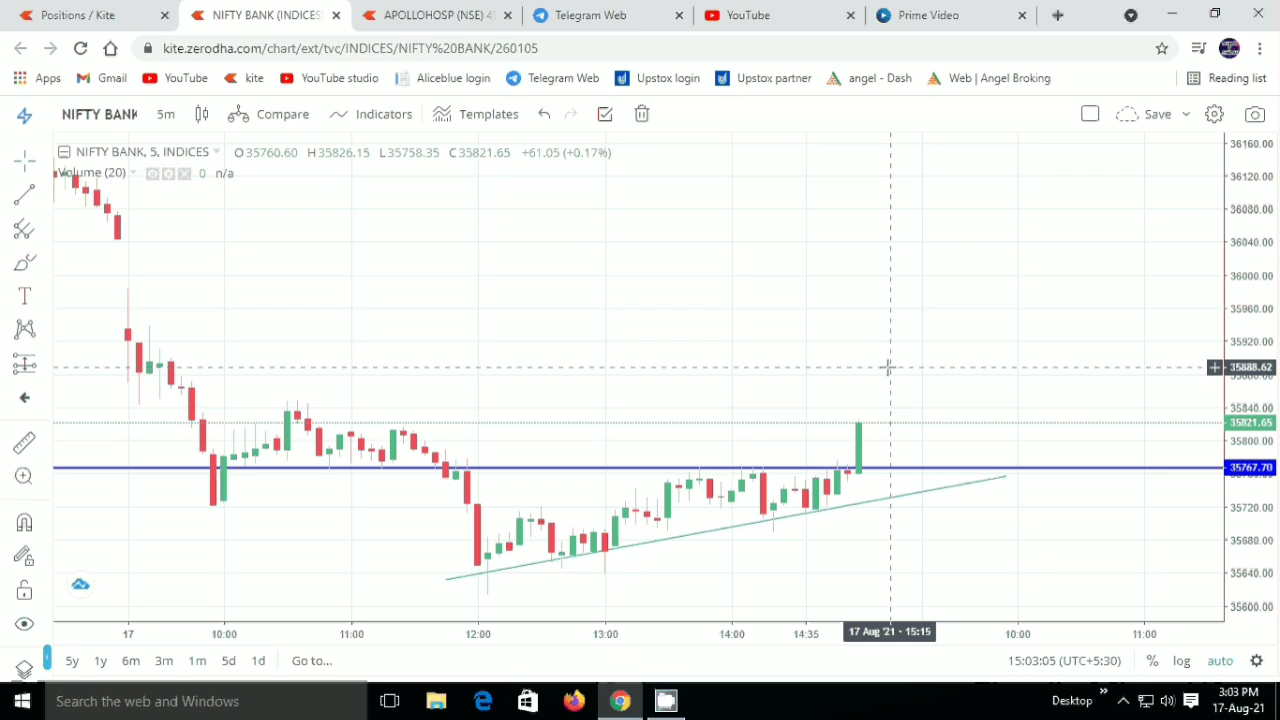 Positions / Kite
NIFTY BANK (INDICES)
APOLLOHOSP (NSE)
Telegram Web
YouTube
Prime Video
kite.zerodha.com/chart/ext/tvc/INDICES/NIFTY%20BANK/260105
Apps Gmail YouTube kite YouTube studio Aliceblue login Telegram Web Upstox login Upstox partner angel - Dash Web | Angel Broking Reading list
NIFTY BANK 5m Compare Indicators Templates Save
NIFTY BANK, 5, INDICES O35760.60 H35826.15 L35758.35 C35821.65 +61.05 (+0.17%)
Volume (20) 0 n/a
36160.00
36120.00
36080.00
36040.00
36000.00
35960.00
35920.00
35888.62
35840.00
35821.65
35800.00
35767.70
35720.00
35680.00
35640.00
35600.00
17 10:00 11:00 12:00 13:00 14:00 14:35 17 Aug '21 - 15:15 10:00 11:00
5y 1y 6m 3m 1m 5d 1d Go to... 15:03:05 (UTC+5:30) % log auto
Search the web and Windows Desktop 3:03 PM
17-Aug-21